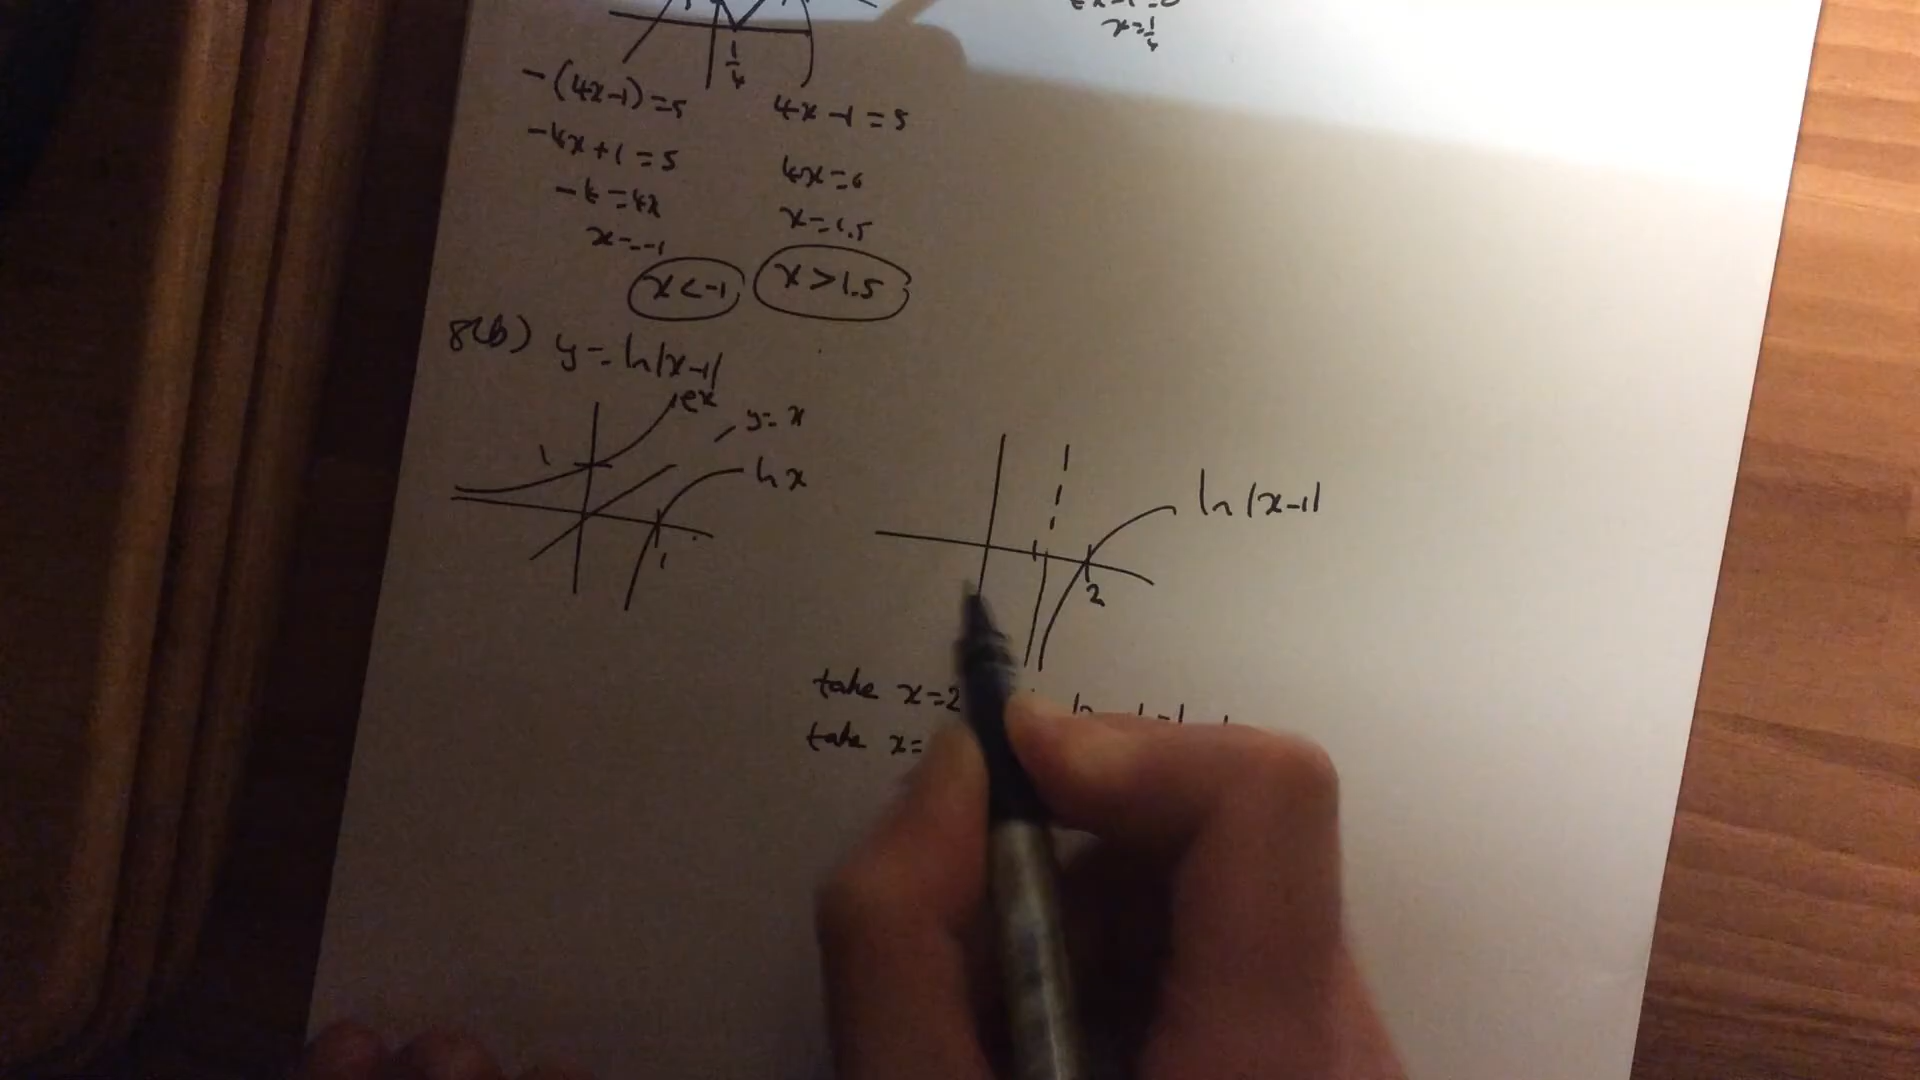 x=1/4
1/4
-(4x-1)=5
4x-1=5
-4x+1=5
4x=6
-4=4x
x=1.5
x=-1
x<-1
x>1.5
8(b) y=ln|x-1|
e^x
y=x
1
ln x
1
ln|x-1|
2
take x=2
take x=